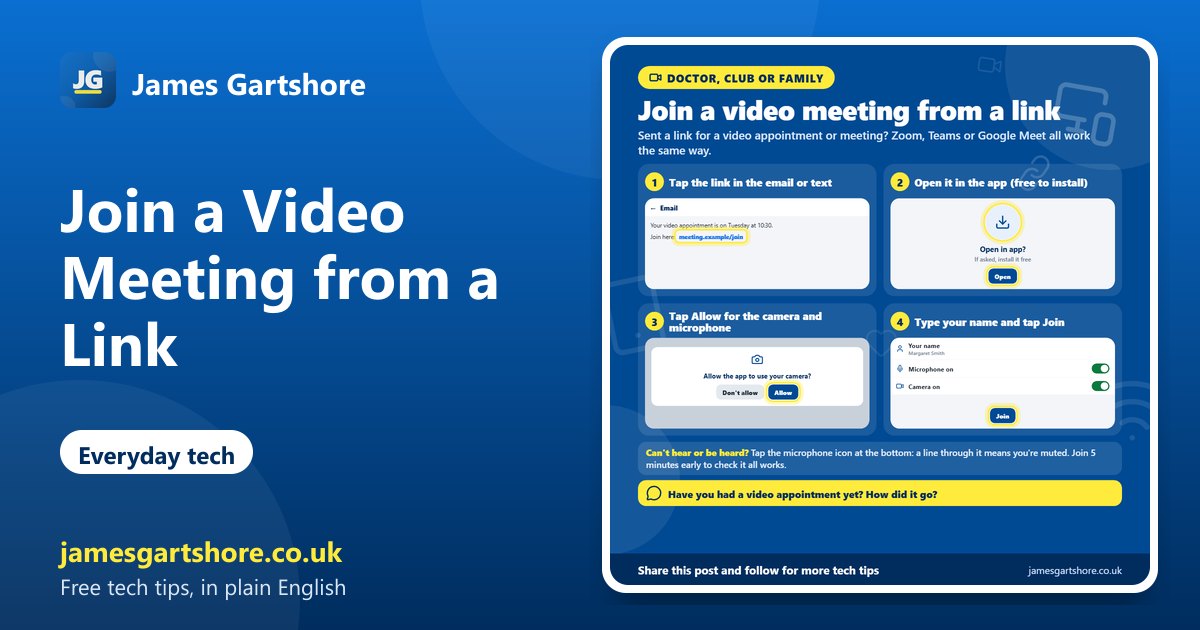 JG
James Gartshore
Join a Video
Meeting from a
Link
Everyday tech
jamesgartshore.co.uk
Free tech tips, in plain English
DOCTOR, CLUB OR FAMILY
Join a video meeting from a link
Sent a link for a video appointment or meeting? Zoom, Teams or Google Meet all work
the same way.
1 Tap the link in the email or text
← Email
Your video appointment is on Tuesday at 10:30.
Join here: meeting.example/join
2 Open it in the app (free to install)
Open in app?
If asked, install it free
Open
3 Tap Allow for the camera and
microphone
Allow the app to use your camera?
Don't allow
Allow
4 Type your name and tap Join
Your name
Margaret Smith
Microphone on
Camera on
Join
Can't hear or be heard? Tap the microphone icon at the bottom: a line through it means you're muted. Join 5
minutes early to check it all works.
Have you had a video appointment yet? How did it go?
Share this post and follow for more tech tips
jamesgartshore.co.uk